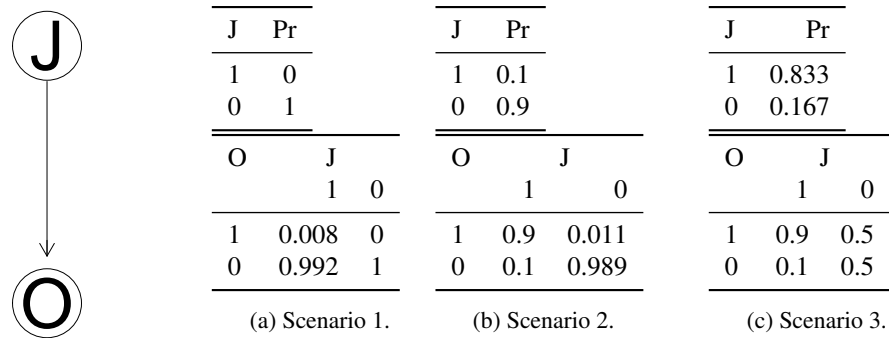 J
O
J Pr
1 0
0 1
O J
1 0
1 0.008 0
0 0.992 1
(a) Scenario 1.
J Pr
1 0.1
0 0.9
O J
1 0
1 0.9 0.011
0 0.1 0.989
(b) Scenario 2.
J Pr
1 0.833
0 0.167
O J
1 0
1 0.9 0.5
0 0.1 0.5
(c) Scenario 3.